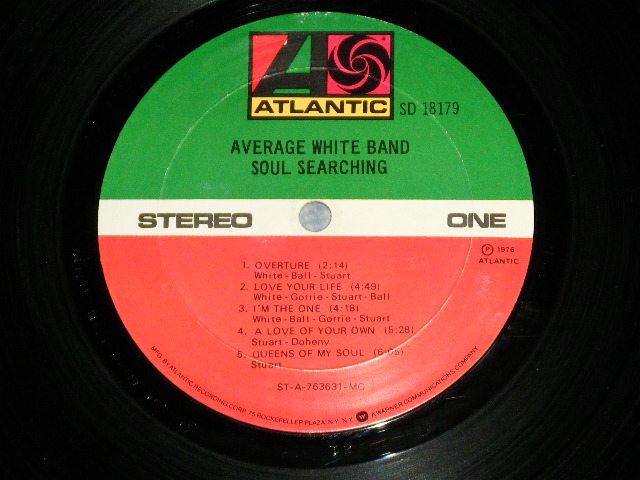 ATLANTIC
SD 18179
AVERAGE WHITE BAND
SOUL SEARCHING
STEREO ONE
℗ 1976
ATLANTIC
1. OVERTURE (2:14)
White - Ball - Stuart
2. LOVE YOUR LIFE (4:49)
White - Gorrie - Stuart - Ball
3. I'M THE ONE (4:18)
White - Ball - Gorrie - Stuart
4. A LOVE OF YOUR OWN (5:28)
Stuart - Doheny
5. QUEENS OF MY SOUL (6:05)
Stuart
ST-A-763631-MO
MFG. BY ATLANTIC RECORDING CORP. 75 ROCKEFELLER PLAZA, N.Y. N.Y. A WARNER COMMUNICATIONS COMPANY